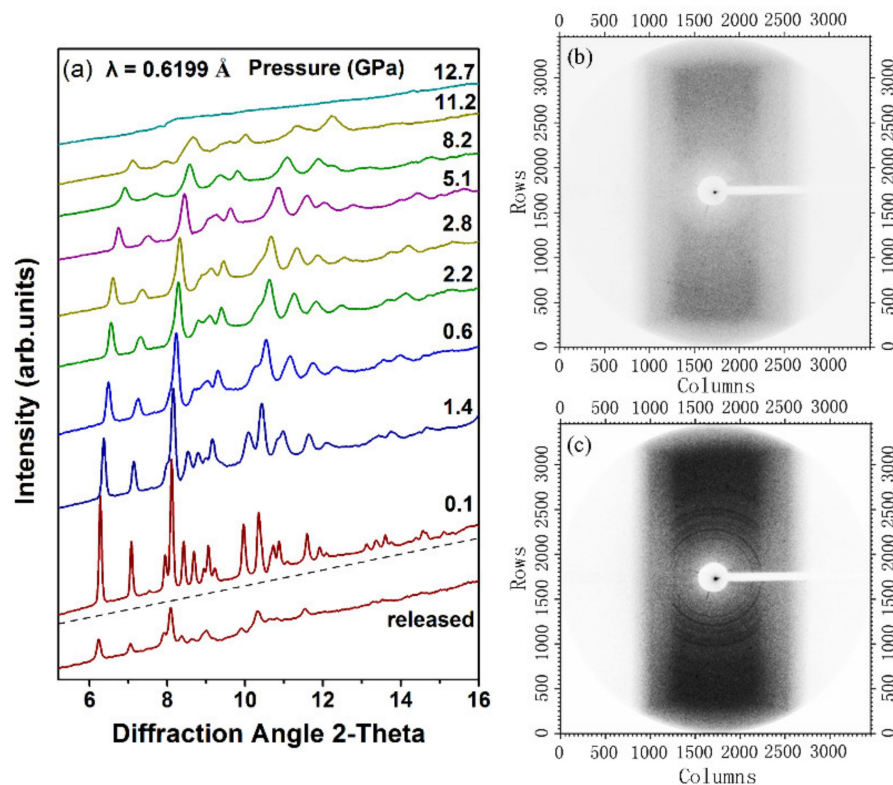 (a) λ = 0.6199 Å Pressure (GPa)
12.7
11.2
8.2
5.1
2.8
2.2
0.6
1.4
0.1
released
Intensity (arb.units)
6 8 10 12 14 16
Diffraction Angle 2-Theta
0 500 1000 1500 2000 3000
(b)
Rows
0 500 1000 1500 2000 2500 3000
0 500 1000 1500 2000 2500 3000
0 500 1000 1500 2000 3000
Columns
0 500 1000 1500 2000 3000
(c)
Rows
0 500 1000 1500 2000 2500 3000
0 500 1000 1500 2000 2500 3000
0 500 1000 1500 2000 3000
Columns